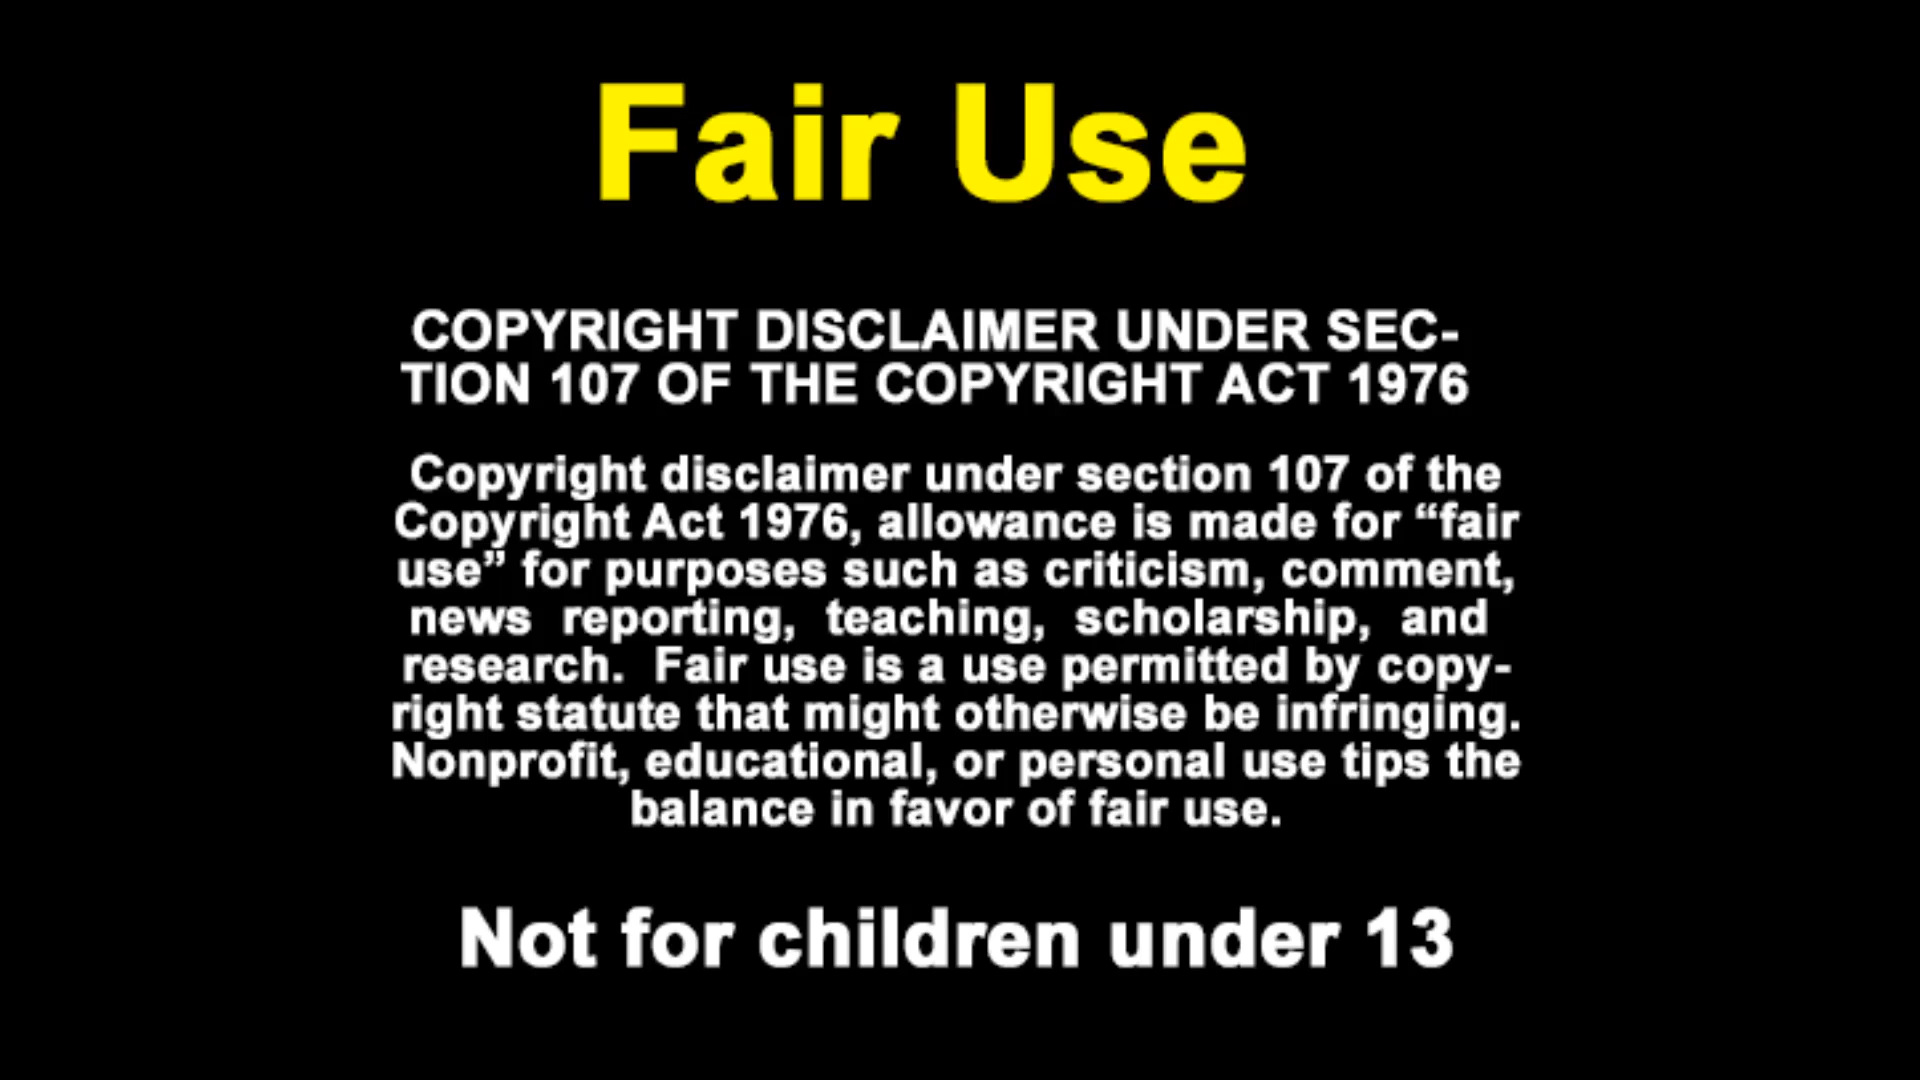 Fair Use
COPYRIGHT DISCLAIMER UNDER SEC-
TION 107 OF THE COPYRIGHT ACT 1976
Copyright disclaimer under section 107 of the
Copyright Act 1976, allowance is made for “fair
use” for purposes such as criticism, comment,
news reporting, teaching, scholarship, and
research. Fair use is a use permitted by copy-
right statute that might otherwise be infringing.
Nonprofit, educational, or personal use tips the
balance in favor of fair use.
Not for children under 13